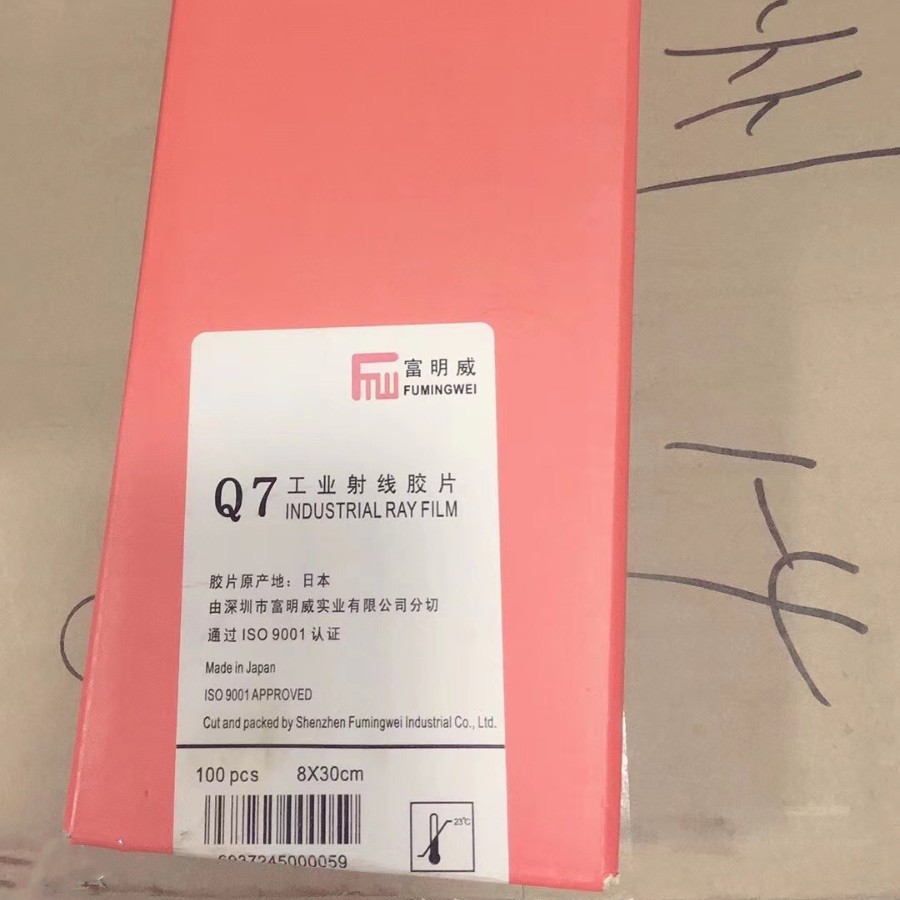 富明威
FUMINGWEI
Q7 工业射线胶片
INDUSTRIAL RAY FILM
胶片原产地：日本
由深圳市富明威实业有限公司分切
通过 ISO 9001 认证
Made in Japan
ISO 9001 APPROVED
Cut and packed by Shenzhen Fumingwei Industrial Co., Ltd.
100 pcs 8X30cm
23℃
6937245000059